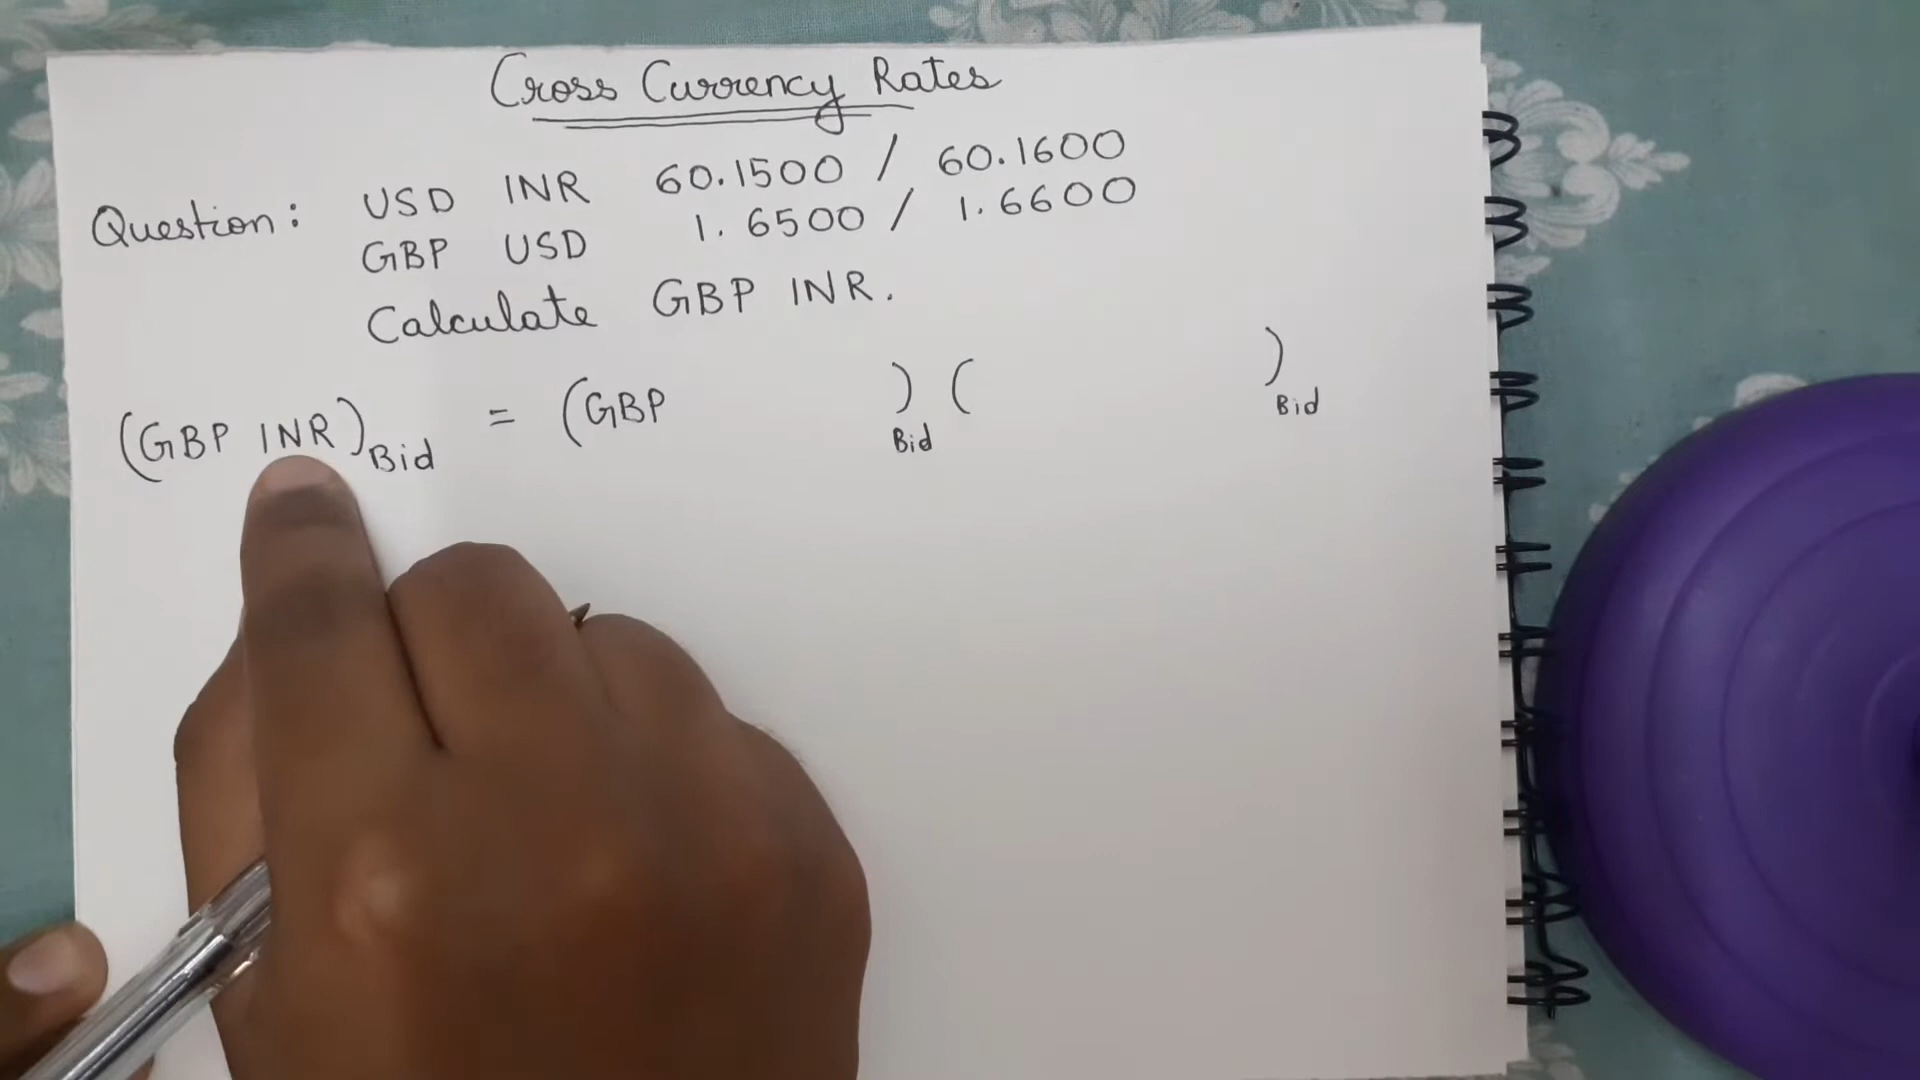 Cross Currency Rates
Question: USD INR 60.1500 / 60.1600
GBP USD 1.6500 / 1.6600
Calculate GBP INR.
(GBP INR)Bid = (GBP )Bid ( )Bid